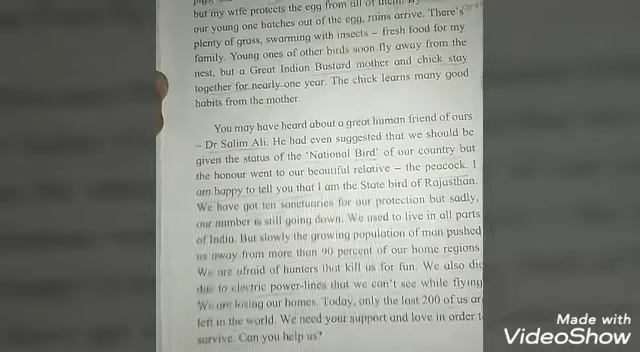 but my wife protects the egg from all of them.
our young one hatches out of the egg, rains arrive. There's
plenty of grass, swarming with insects – fresh food for my
family. Young ones of other birds soon fly away from the
nest, but a Great Indian Bustard mother and chick stay
together for nearly one year. The chick learns many good
habits from the mother.
You may have heard about a great human friend of ours
– Dr Salim Ali. He had even suggested that we should be
given the status of the 'National Bird' of our country but
the honour went to our beautiful relative – the peacock. I
am happy to tell you that I am the State bird of Rajasthan.
We have got ten sanctuaries for our protection but sadly,
our number is still going down. We used to live in all parts
of India. But slowly the growing population of man pushed
us away from more than 90 percent of our home regions
We are afraid of hunters that kill us for fun. We also die
due to electric power-lines that we can't see while flying
We are losing our homes. Today, only the last 200 of us ar
left in the world. We need your support and love in order t
survive. Can you help us?
Made with
VideoShow